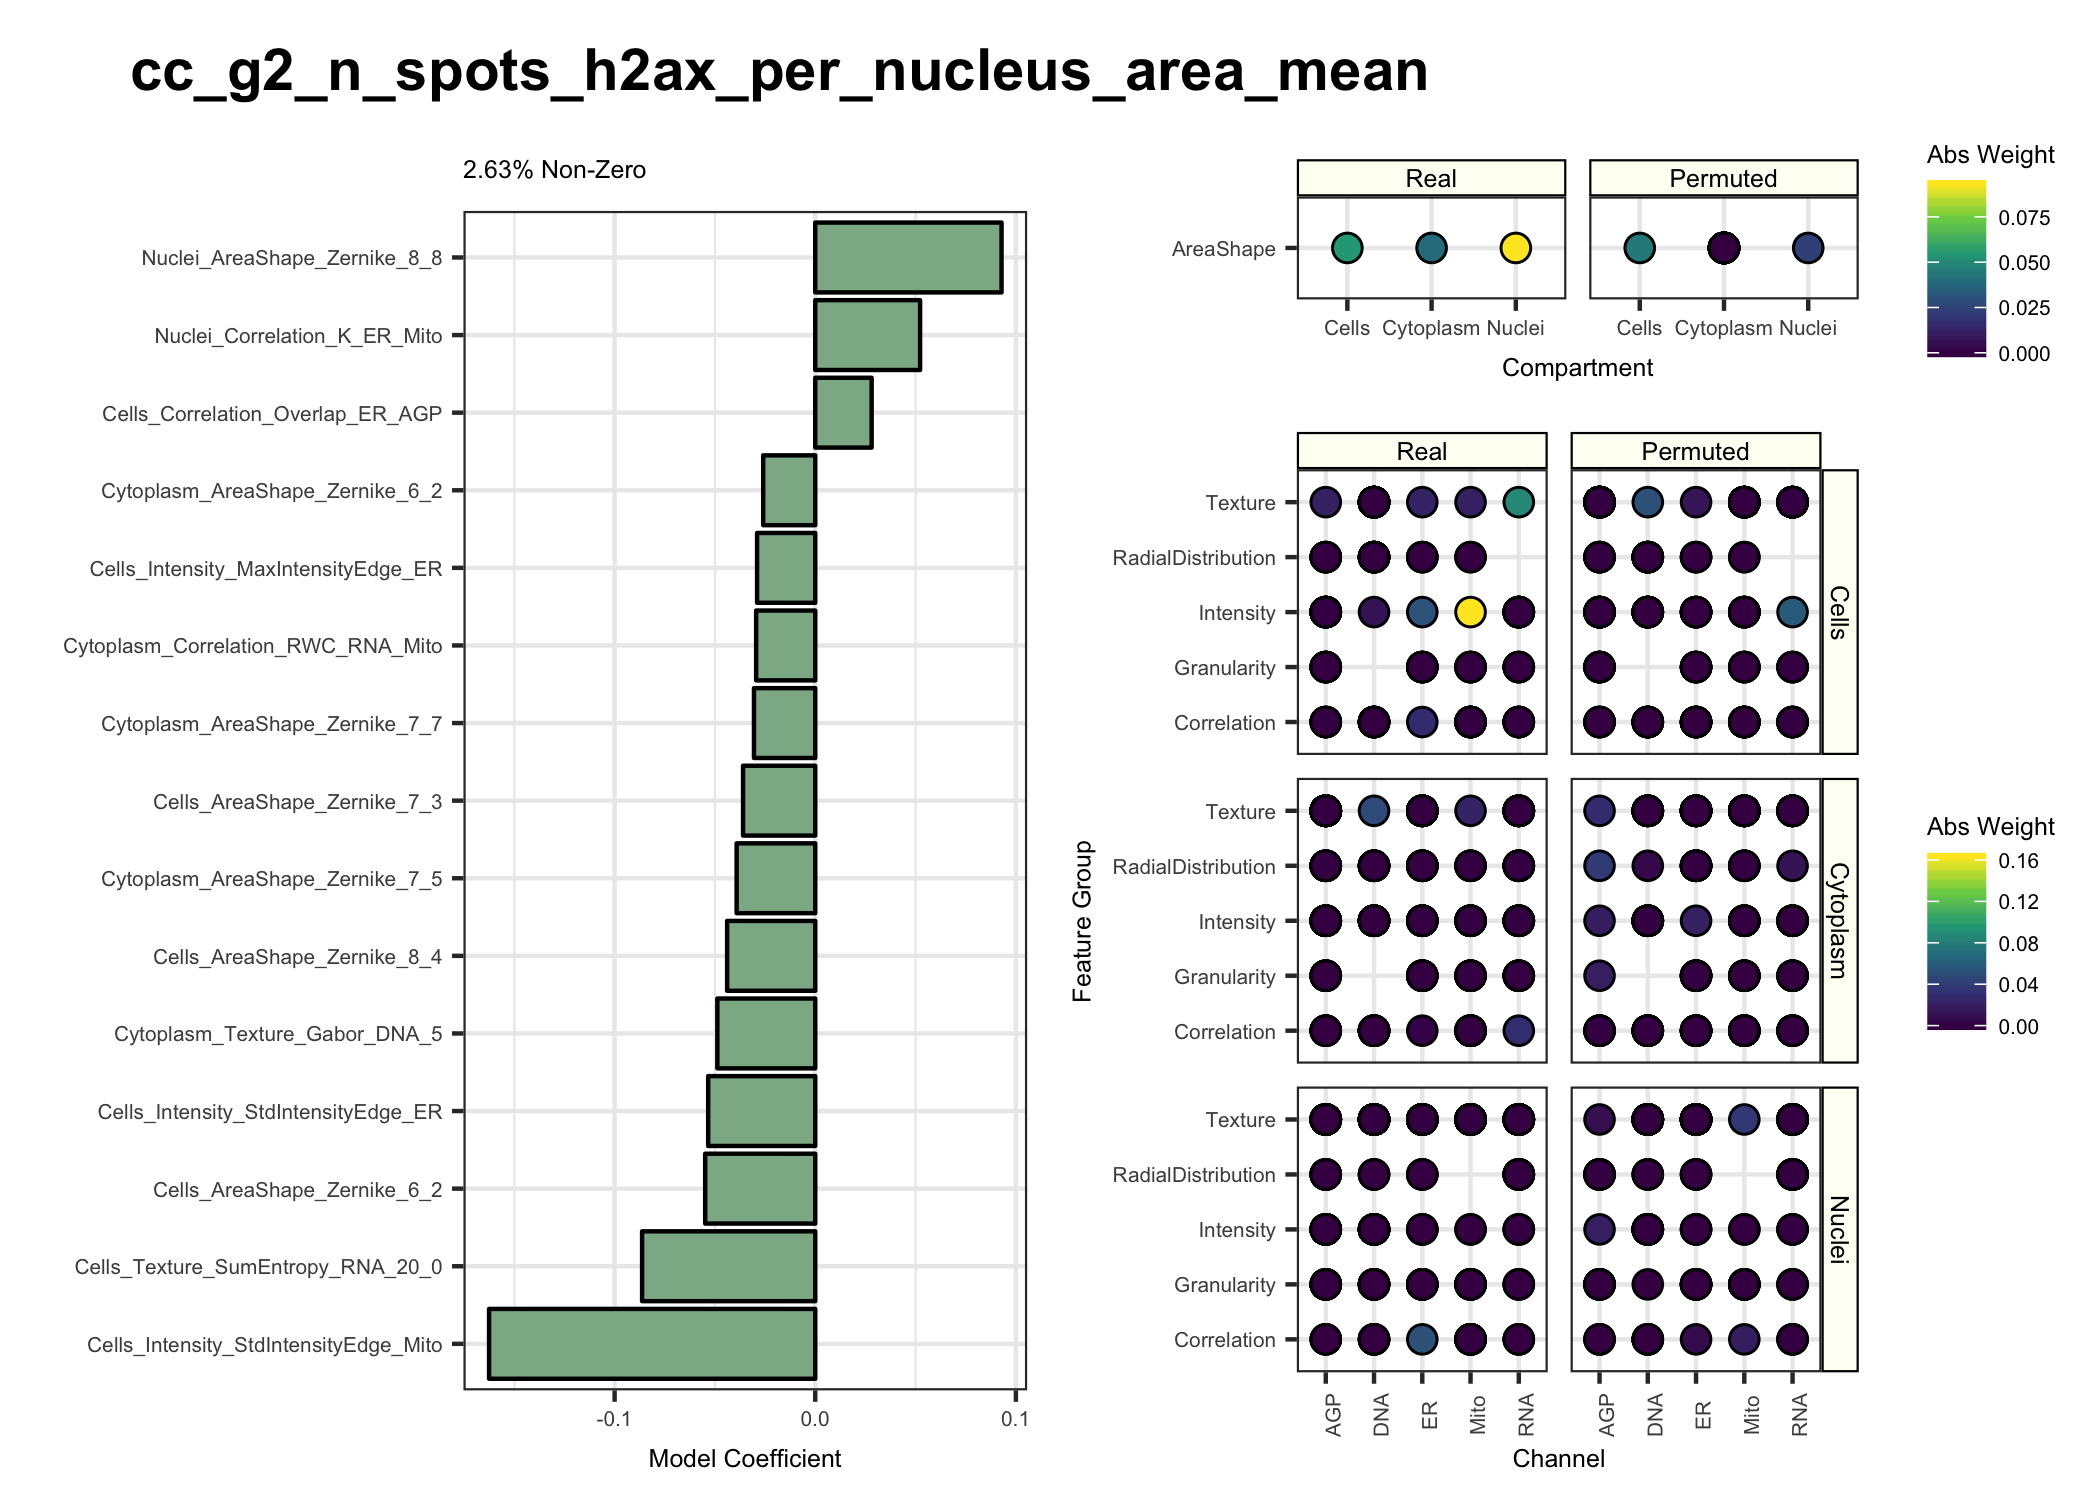 cc_g2_n_spots_h2ax_per_nucleus_area_mean
2.63% Non-Zero
Nuclei_AreaShape_Zernike_8_8
Nuclei_Correlation_K_ER_Mito
Cells_Correlation_Overlap_ER_AGP
Cytoplasm_AreaShape_Zernike_6_2
Cells_Intensity_MaxIntensityEdge_ER
Cytoplasm_Correlation_RWC_RNA_Mito
Cytoplasm_AreaShape_Zernike_7_7
Cells_AreaShape_Zernike_7_3
Cytoplasm_AreaShape_Zernike_7_5
Cells_AreaShape_Zernike_8_4
Cytoplasm_Texture_Gabor_DNA_5
Cells_Intensity_StdIntensityEdge_ER
Cells_AreaShape_Zernike_6_2
Cells_Texture_SumEntropy_RNA_20_0
Cells_Intensity_StdIntensityEdge_Mito
-0.1 0.0 0.1
Model Coefficient
Real Permuted
AreaShape
Cells Cytoplasm Nuclei Cells Cytoplasm Nuclei
Compartment
Abs Weight
0.075
0.050
0.025
0.000
Feature Group
Real Permuted
Texture
RadialDistribution
Intensity
Granularity
Correlation
Cells
Texture
RadialDistribution
Intensity
Granularity
Correlation
Cytoplasm
Texture
RadialDistribution
Intensity
Granularity
Correlation
Nuclei
AGP DNA ER Mito RNA AGP DNA ER Mito RNA
Channel
Abs Weight
0.16
0.12
0.08
0.04
0.00